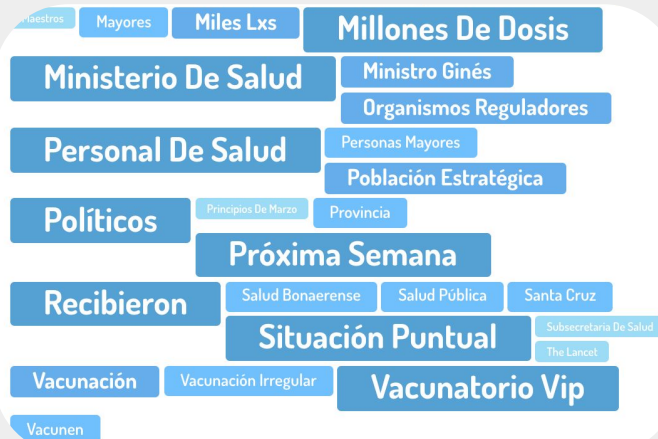 Maestros Mayores Miles Lxs Millones De Dosis
Ministerio De Salud Ministro Ginés
Organismos Reguladores
Personal De Salud Personas Mayores
Población Estratégica
Políticos Principios De Marzo Provincia
Próxima Semana
Recibieron Salud Bonaerense Salud Pública Santa Cruz
Situación Puntual Subsecretaria De Salud
The Lancet
Vacunación Vacunación Irregular Vacunatorio Vip
Vacunen